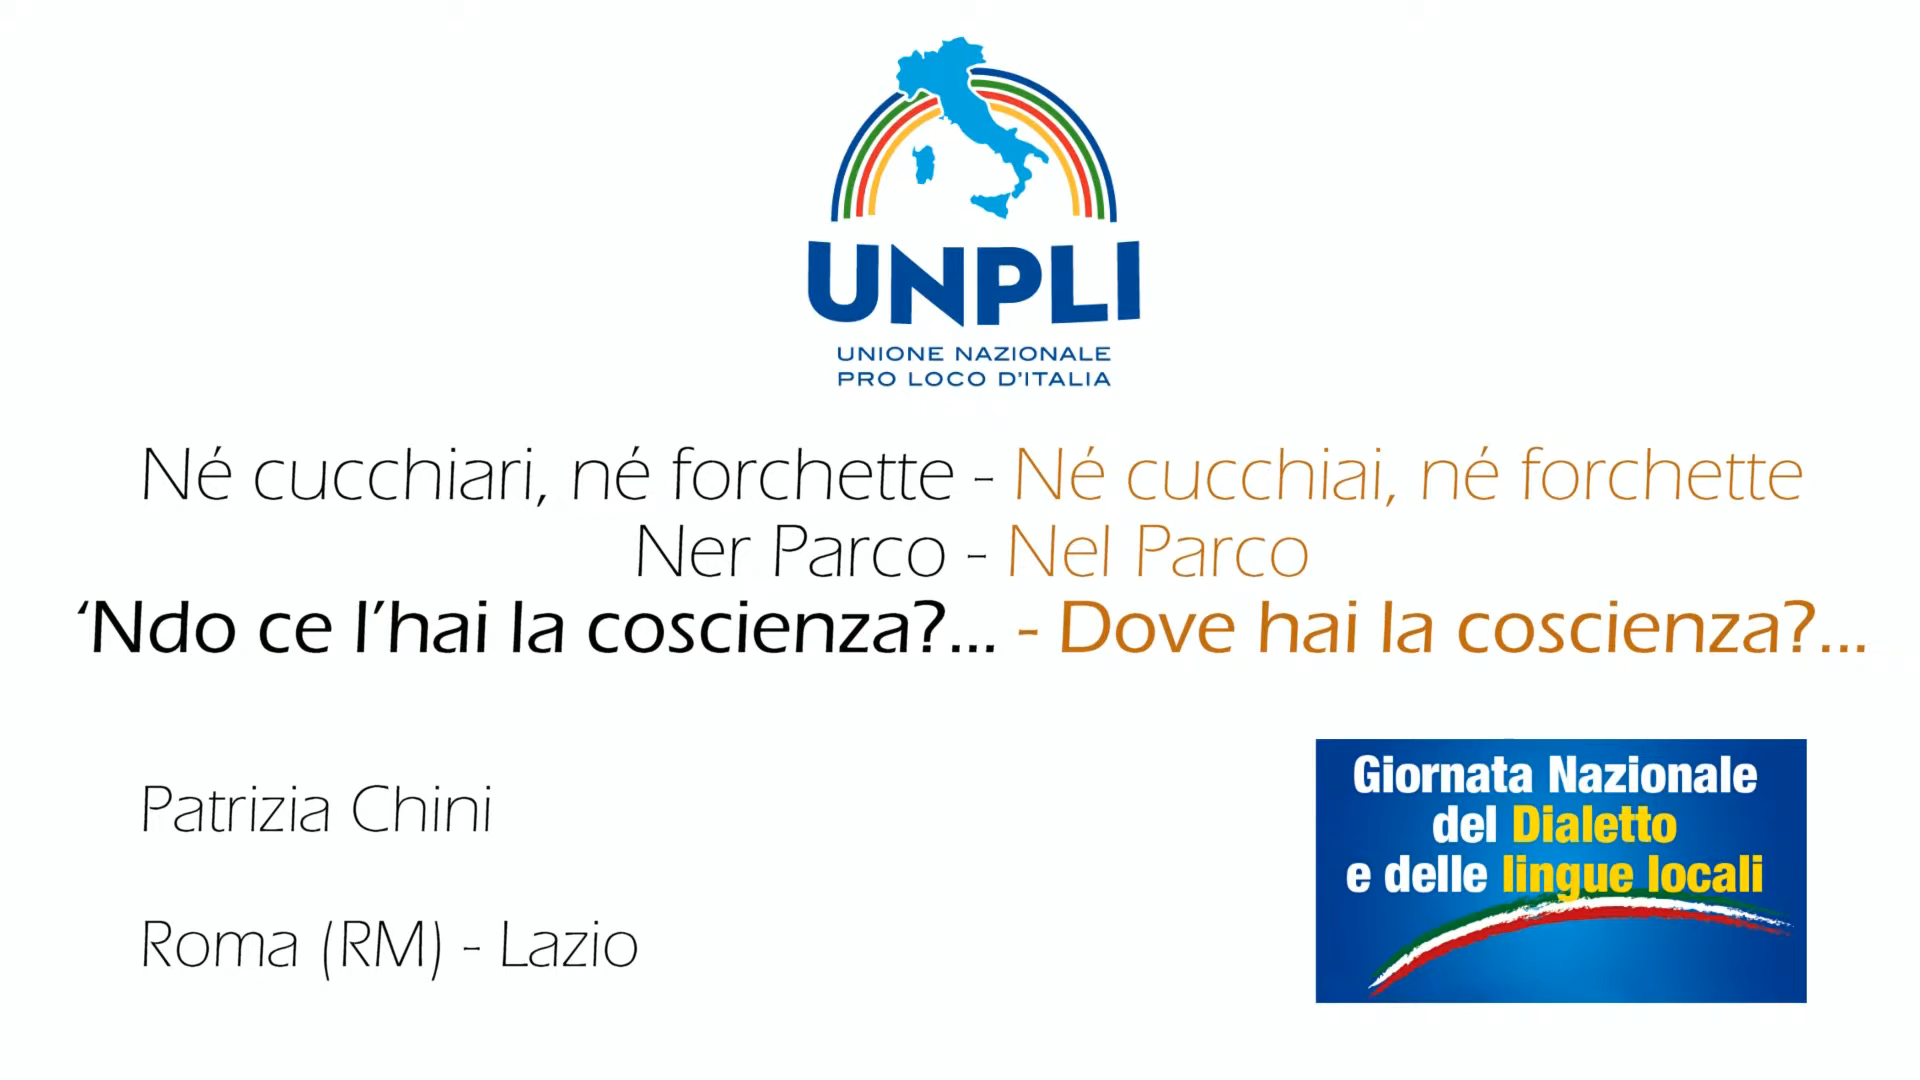 UNPLI
UNIONE NAZIONALE
PRO LOCO D'ITALIA
Né cucchiari, né forchette - Né cucchiai, né forchette
Ner Parco - Nel Parco
‘Ndo ce l’hai la coscienza?... - Dove hai la coscienza?...
Patrizia Chini
Roma (RM) - Lazio
Giornata Nazionale
del Dialetto
e delle lingue locali